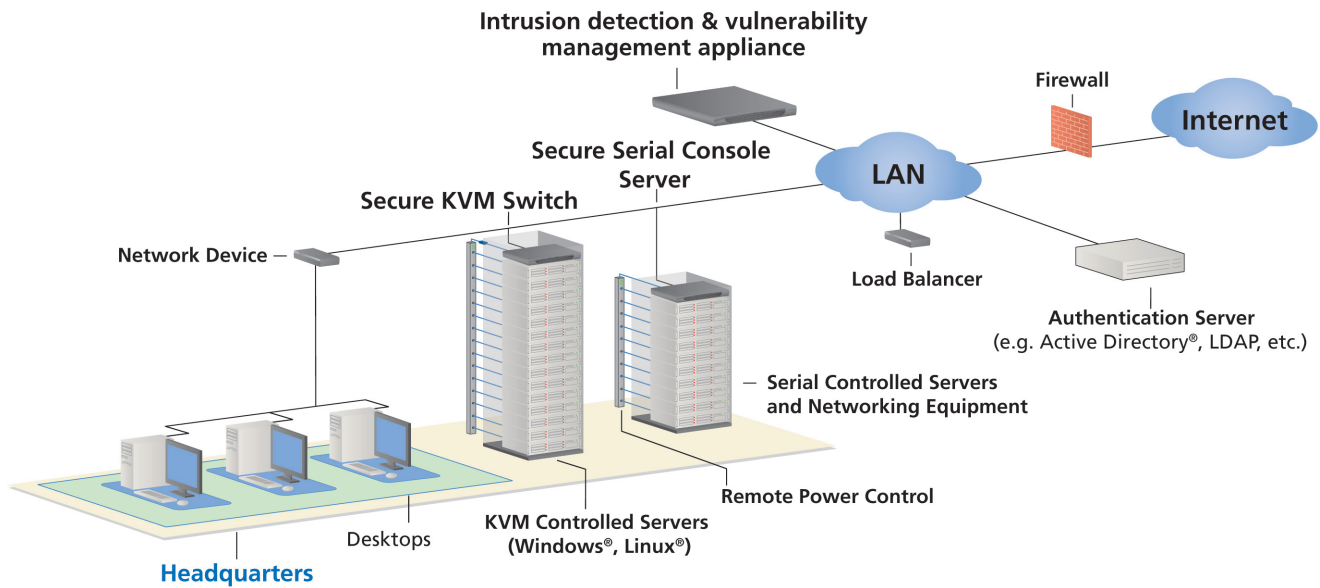 Intrusion detection & vulnerability
management appliance
Firewall
Internet
Secure Serial Console
Server
LAN
Secure KVM Switch
Network Device
Load Balancer
Authentication Server
(e.g. Active Directory®, LDAP, etc.)
Serial Controlled Servers
and Networking Equipment
Remote Power Control
KVM Controlled Servers
(Windows®, Linux®)
Desktops
Headquarters